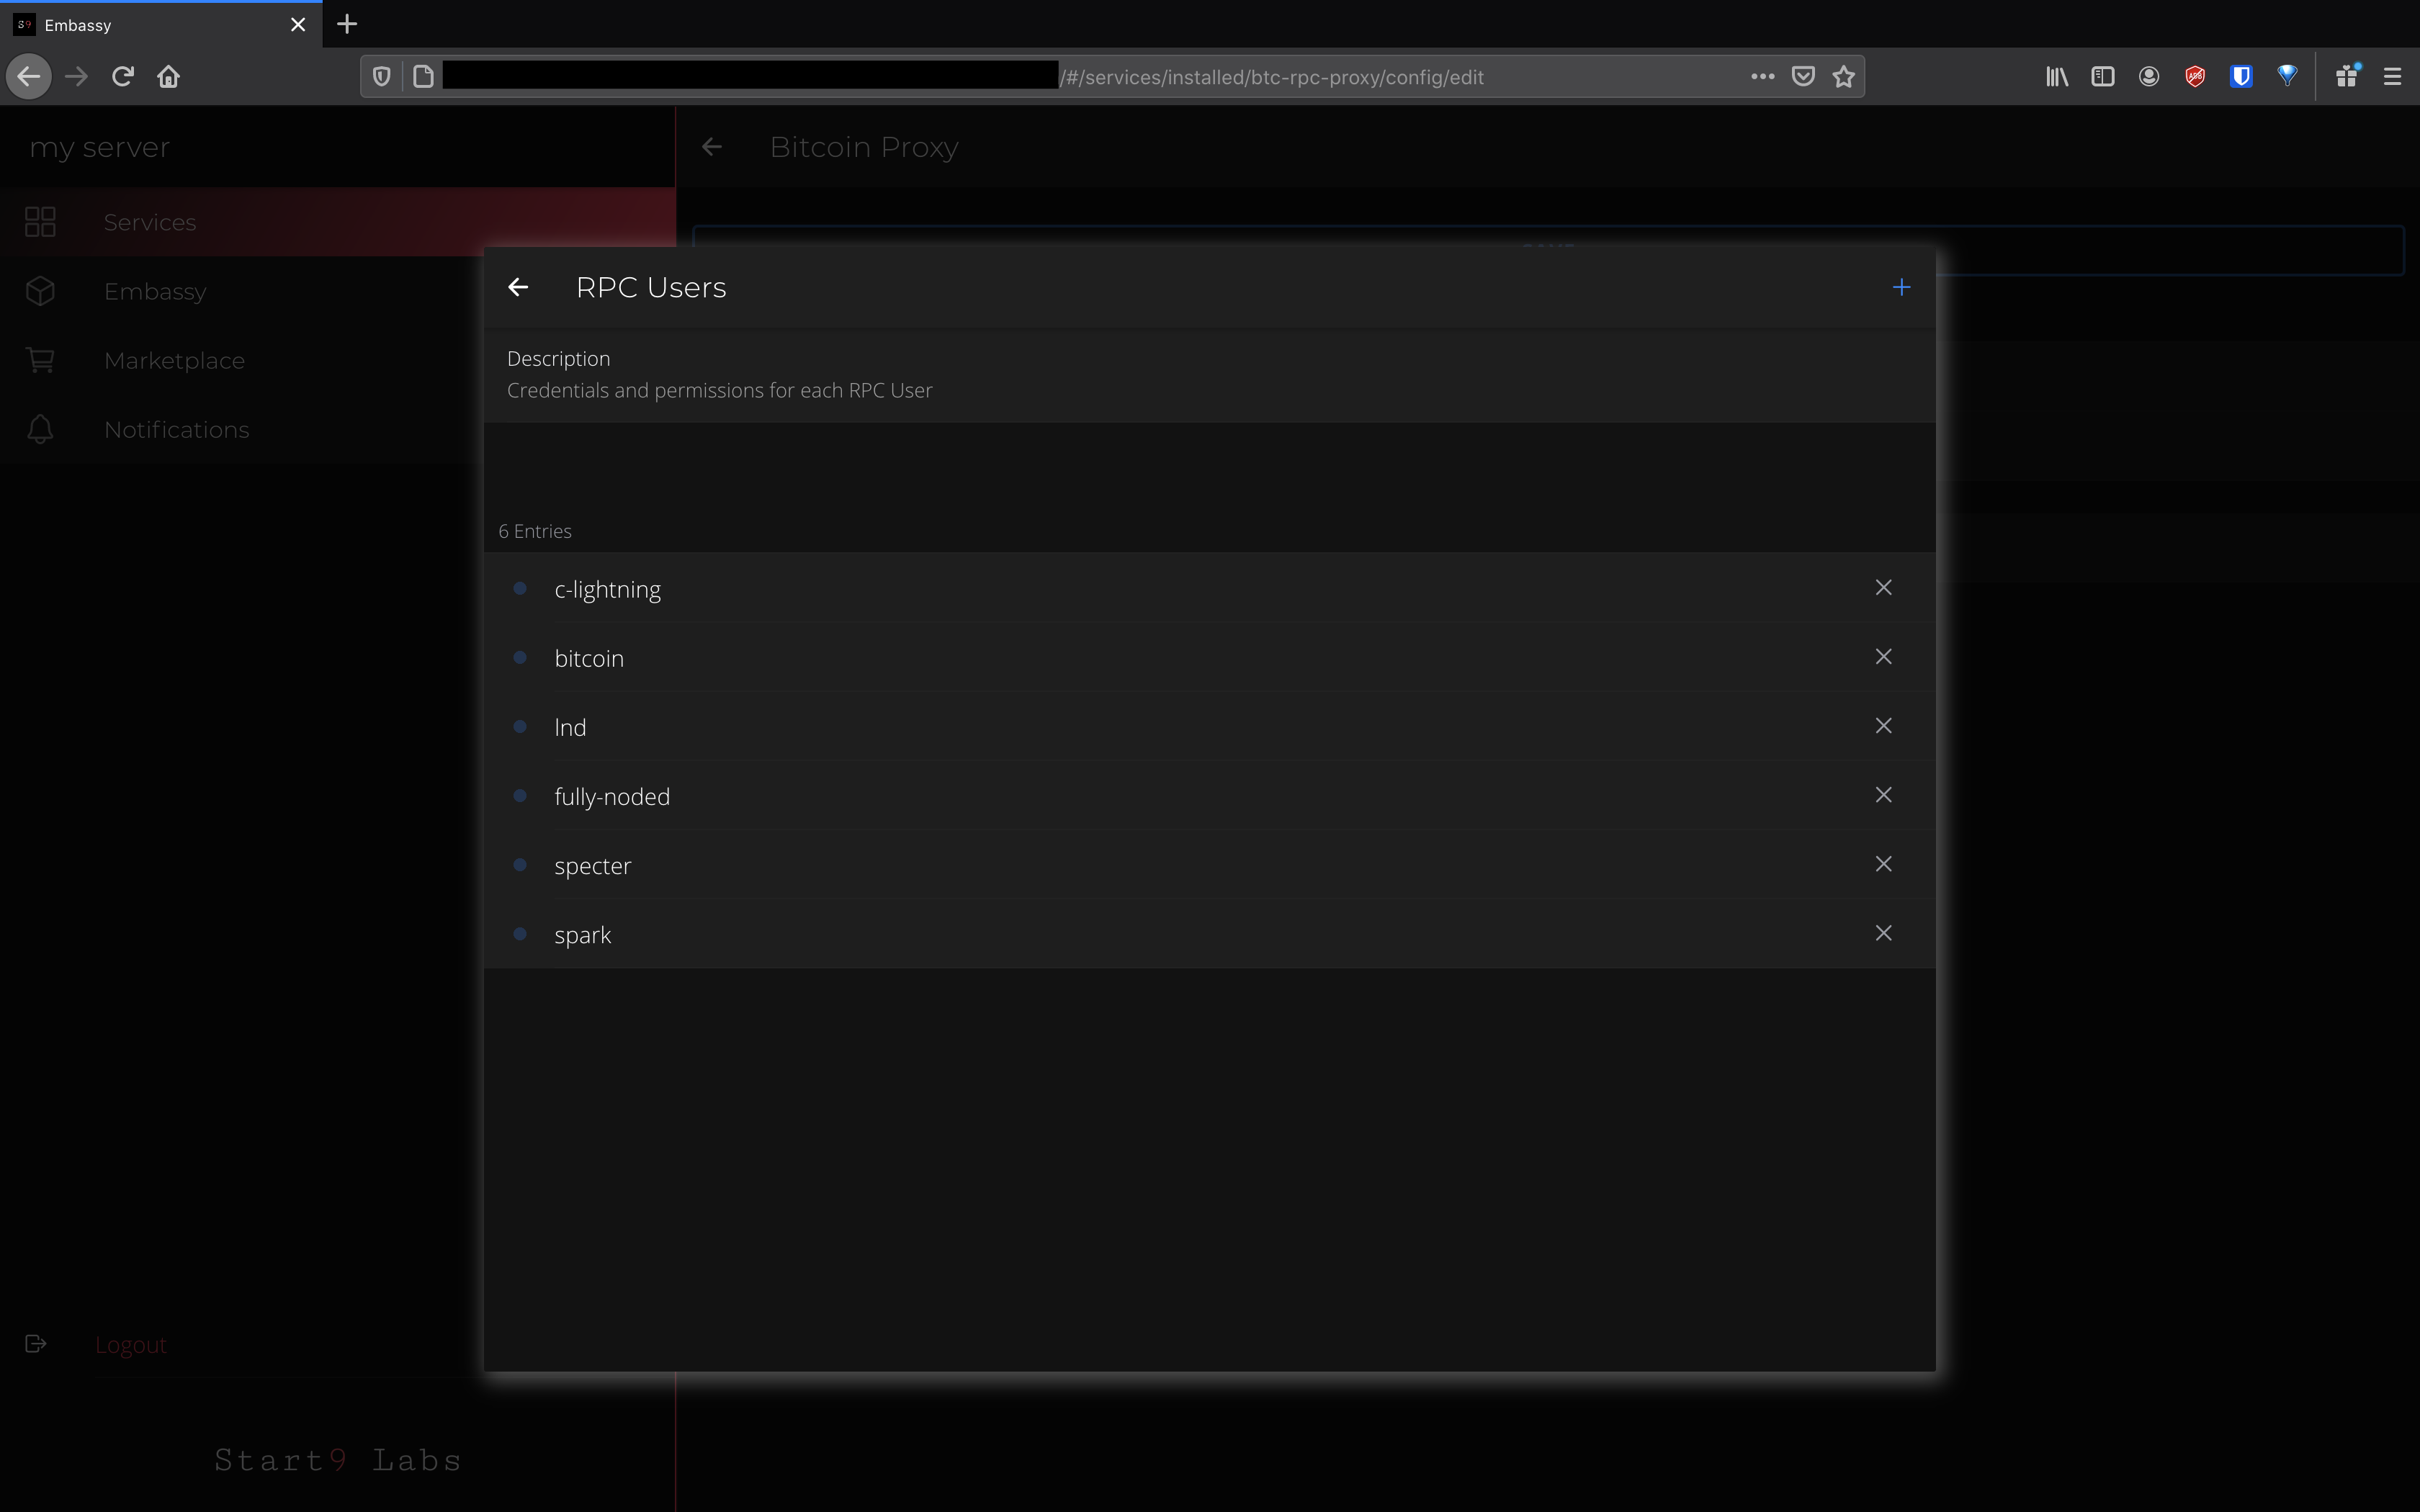 S9 Embassy
/#/services/installed/btc-rpc-proxy/config/edit
my server
Bitcoin Proxy
Services
Embassy
Marketplace
Notifications
RPC Users
Description
Credentials and permissions for each RPC User
6 Entries
c-lightning
bitcoin
lnd
fully-noded
specter
spark
Logout
Start9 Labs